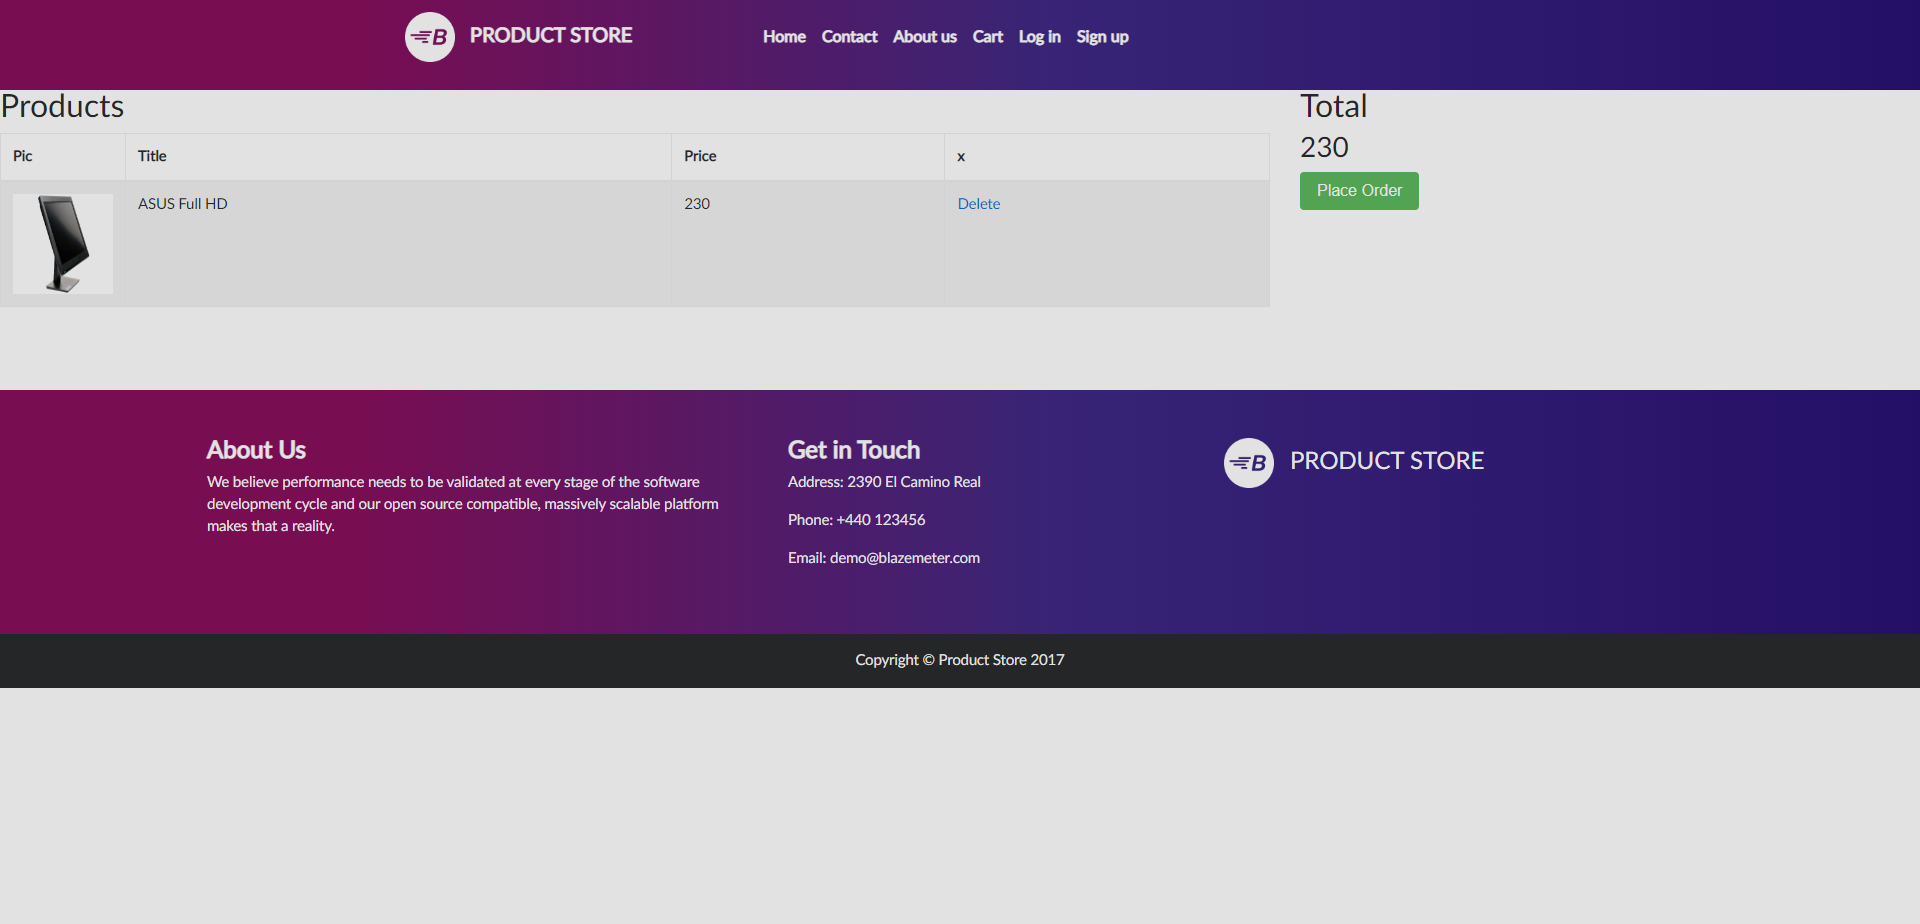 B PRODUCT STORE Home Contact About us Cart Log in Sign up
Products
Pic Title Price x
ASUS Full HD 230 Delete
Total
230
Place Order
About Us
We believe performance needs to be validated at every stage of the software
development cycle and our open source compatible, massively scalable platform
makes that a reality.
Get in Touch
Address: 2390 El Camino Real
Phone: +440 123456
Email: demo@blazemeter.com
B PRODUCT STORE
Copyright © Product Store 2017